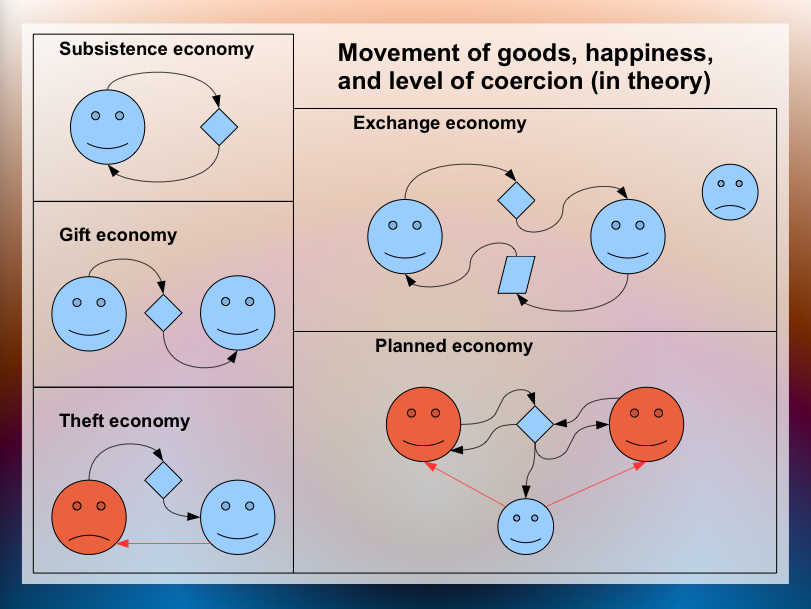 Subsistence economy
Movement of goods, happiness,
and level of coercion (in theory)
Exchange economy
Gift economy
Planned economy
Theft economy